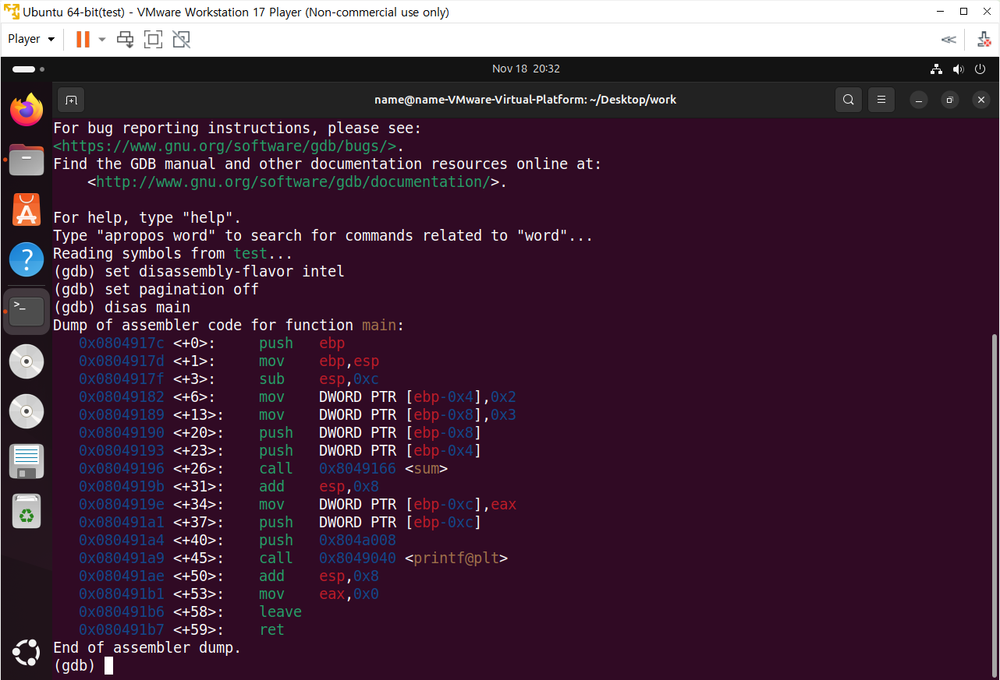 Ubuntu 64-bit(test) - VMware Workstation 17 Player (Non-commercial use only)
Player
Nov 18 20:32
name@name-VMware-Virtual-Platform: ~/Desktop/work
For bug reporting instructions, please see:
<https://www.gnu.org/software/gdb/bugs/>.
Find the GDB manual and other documentation resources online at:
    <http://www.gnu.org/software/gdb/documentation/>.
For help, type "help".
Type "apropos word" to search for commands related to "word"...
Reading symbols from test...
(gdb) set disassembly-flavor intel
(gdb) set pagination off
(gdb) disas main
Dump of assembler code for function main:
   0x0804917c <+0>:     push   ebp
   0x0804917d <+1>:     mov    ebp,esp
   0x0804917f <+3>:     sub    esp,0xc
   0x08049182 <+6>:     mov    DWORD PTR [ebp-0x4],0x2
   0x08049189 <+13>:    mov    DWORD PTR [ebp-0x8],0x3
   0x08049190 <+20>:    push   DWORD PTR [ebp-0x8]
   0x08049193 <+23>:    push   DWORD PTR [ebp-0x4]
   0x08049196 <+26>:    call   0x8049166 <sum>
   0x0804919b <+31>:    add    esp,0x8
   0x0804919e <+34>:    mov    DWORD PTR [ebp-0xc],eax
   0x080491a1 <+37>:    push   DWORD PTR [ebp-0xc]
   0x080491a4 <+40>:    push   0x804a008
   0x080491a9 <+45>:    call   0x8049040 <printf@plt>
   0x080491ae <+50>:    add    esp,0x8
   0x080491b1 <+53>:    mov    eax,0x0
   0x080491b6 <+58>:    leave
   0x080491b7 <+59>:    ret
End of assembler dump.
(gdb)